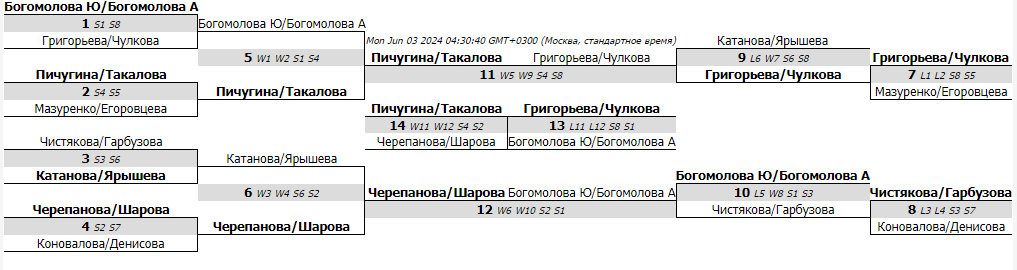 Богомолова Ю/Богомолова А
1 S1 S8
Григорьева/Чулкова
Богомолова Ю/Богомолова А
5 W1 W2 S1 S4
Пичугина/Такалова
Пичугина/Такалова
2 S4 S5
Мазуренко/Егоровцева
Mon Jun 03 2024 04:30:40 GMT+0300 (Москва, стандартное время)
Пичугина/Такалова Григорьева/Чулкова
11 W5 W9 S4 S8
Катанова/Ярышева
9 L6 W7 S6 S8
Григорьева/Чулкова
Григорьева/Чулкова
7 L1 L2 S8 S5
Мазуренко/Егоровцева
Пичугина/Такалова
14 W11 W12 S4 S2
Черепанова/Шарова
Григорьева/Чулкова
13 L11 L12 S8 S1
Богомолова Ю/Богомолова А
Чистякова/Гарбузова
3 S3 S6
Катанова/Ярышева
Катанова/Ярышева
6 W3 W4 S6 S2
Черепанова/Шарова
Черепанова/Шарова
4 S2 S7
Коновалова/Денисова
Черепанова/Шарова Богомолова Ю/Богомолова А
12 W6 W10 S2 S1
Богомолова Ю/Богомолова А
10 L5 W8 S1 S3
Чистякова/Гарбузова
Чистякова/Гарбузова
8 L3 L4 S3 S7
Коновалова/Денисова